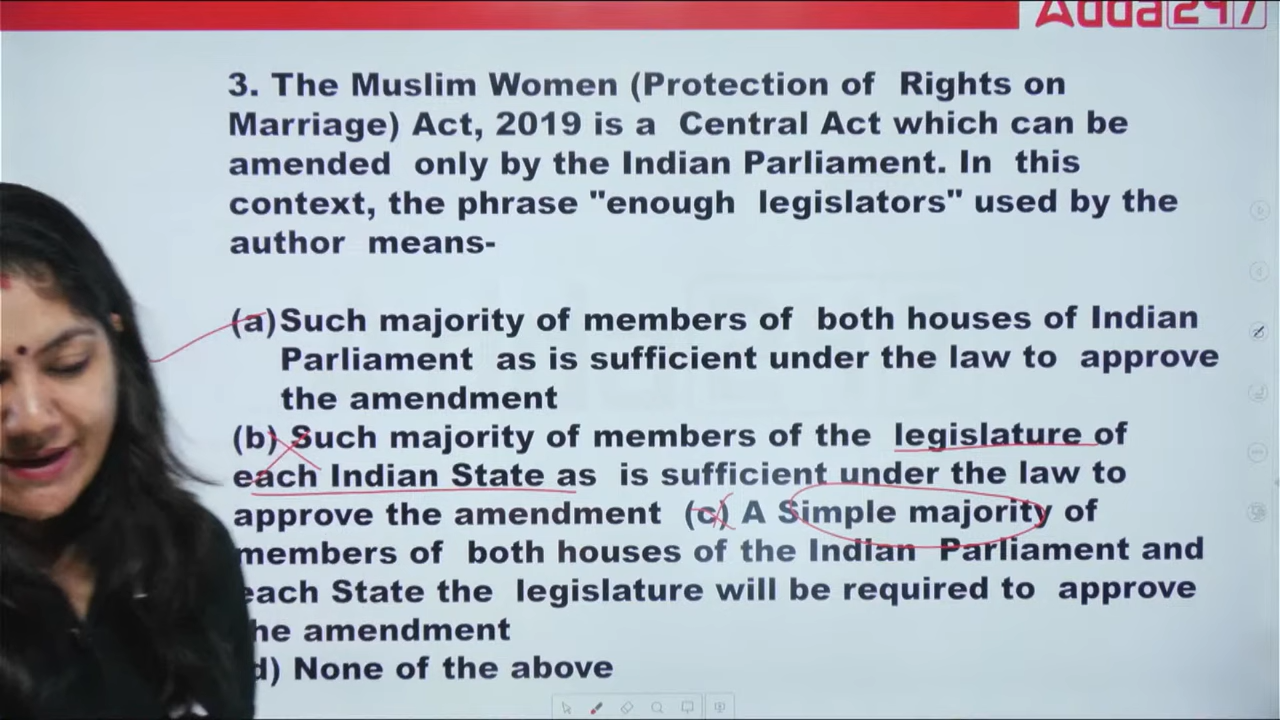 Adda247
3. The Muslim Women (Protection of Rights on
Marriage) Act, 2019 is a Central Act which can be
amended only by the Indian Parliament. In this
context, the phrase "enough legislators" used by the
author means-
(a)Such majority of members of both houses of Indian
Parliament as is sufficient under the law to approve
the amendment
(b) Such majority of members of the legislature of
each Indian State as is sufficient under the law to
approve the amendment (c) A Simple majority of
members of both houses of the Indian Parliament and
each State the legislature will be required to approve
the amendment
d) None of the above